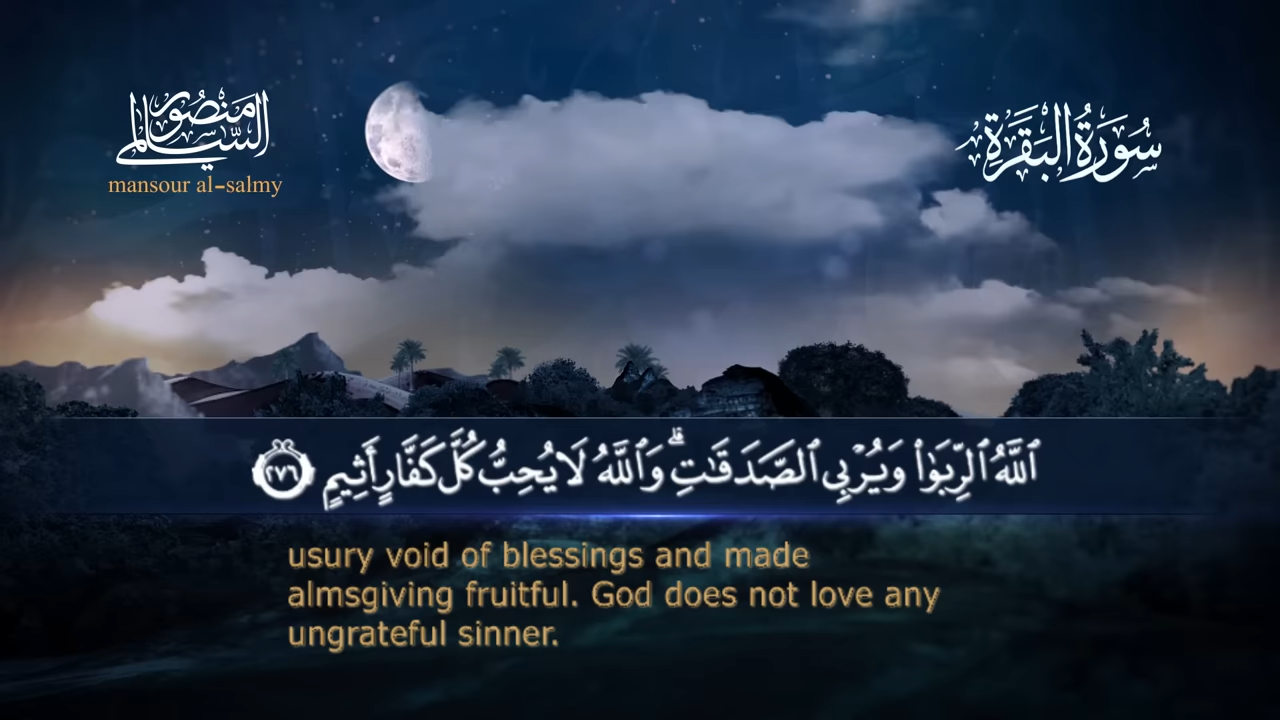 منصور السالمي
mansour al-salmy
سُورَةُ البَقَرَةِ
ٱللَّهُ ٱلرِّبَوٰا۟ وَيُرْبِى ٱلصَّدَقَـٰتِ ۗ وَٱللَّهُ لَا يُحِبُّ كُلَّ كَفَّارٍ أَثِيمٍ ٢٧٦
usury void of blessings and made
almsgiving fruitful. God does not love any
ungrateful sinner.